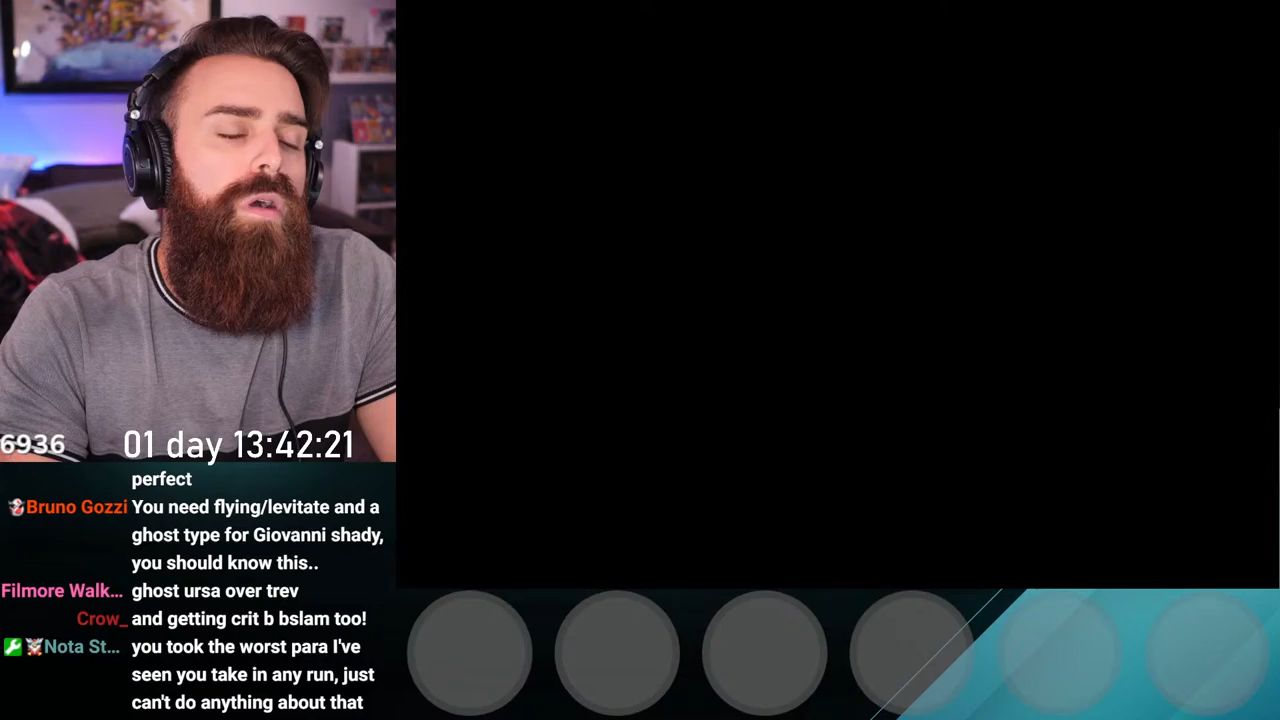 6936
01 day 13:42:21
perfect
Bruno Gozzi You need flying/levitate and a
ghost type for Giovanni shady,
you should know this..
Filmore Walk... ghost ursa over trev
Crow_ and getting crit b bslam too!
Nota St... you took the worst para I've
seen you take in any run, just
can't do anything about that